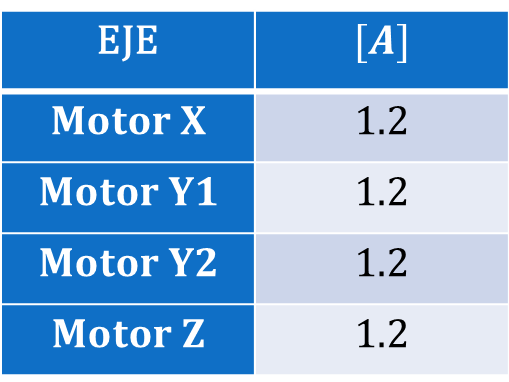 EJE [A]
Motor X 1.2
Motor Y1 1.2
Motor Y2 1.2
Motor Z 1.2